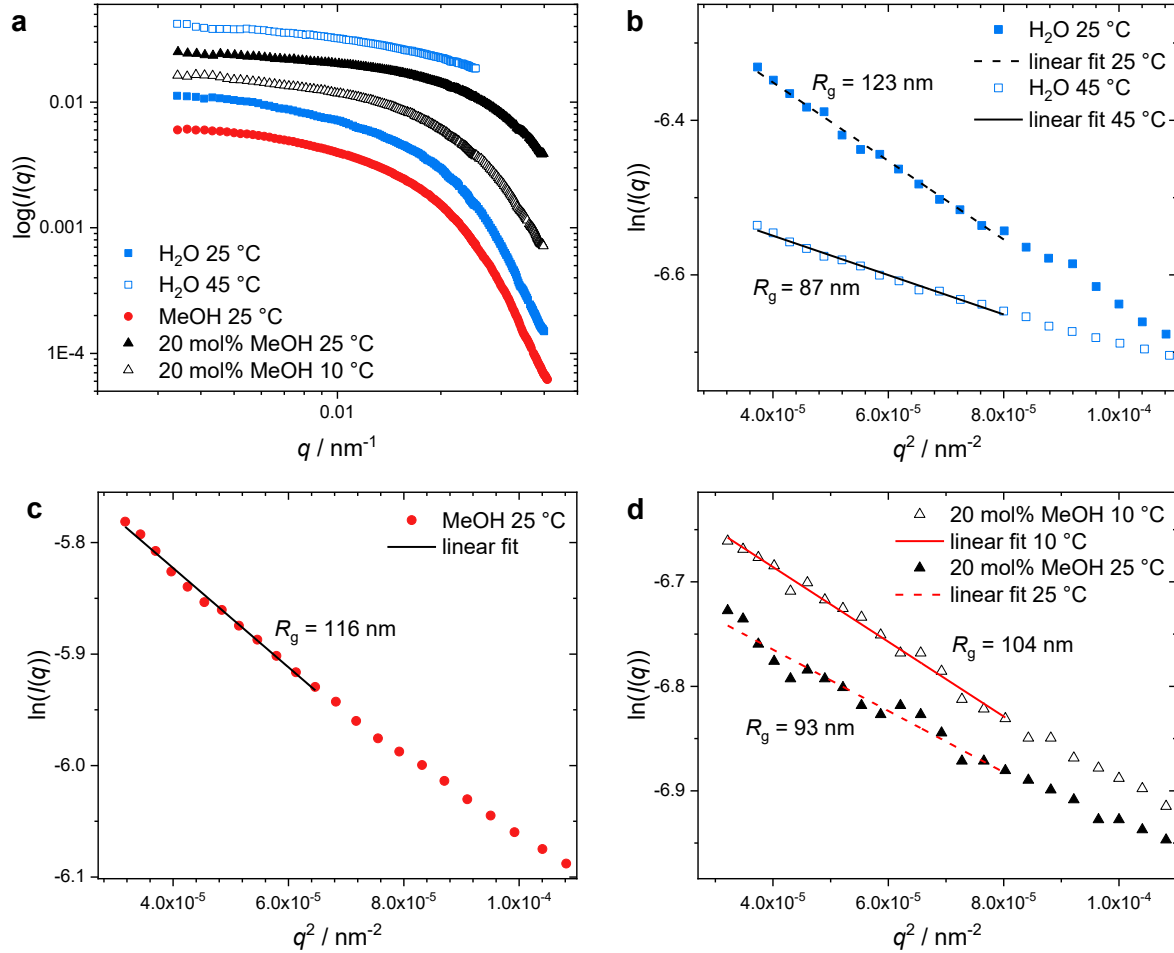 a
log(I(q))
0.01
0.001
1E-4
H₂O 25 °C
H₂O 45 °C
MeOH 25 °C
20 mol% MeOH 25 °C
20 mol% MeOH 10 °C
0.01
q / nm⁻¹
b
ln(I(q))
-6.4
-6.6
H₂O 25 °C
linear fit 25 °C
H₂O 45 °C
linear fit 45 °C
Rg = 123 nm
Rg = 87 nm
4.0x10⁻⁵ 6.0x10⁻⁵ 8.0x10⁻⁵ 1.0x10⁻⁴
q² / nm⁻²
c
ln(I(q))
-5.8
-5.9
-6.0
-6.1
MeOH 25 °C
linear fit
Rg = 116 nm
4.0x10⁻⁵ 6.0x10⁻⁵ 8.0x10⁻⁵ 1.0x10⁻⁴
q² / nm⁻²
d
ln(I(q))
-6.7
-6.8
-6.9
20 mol% MeOH 10 °C
linear fit 10 °C
20 mol% MeOH 25 °C
linear fit 25 °C
Rg = 104 nm
Rg = 93 nm
4.0x10⁻⁵ 6.0x10⁻⁵ 8.0x10⁻⁵ 1.0x10⁻⁴
q² / nm⁻²